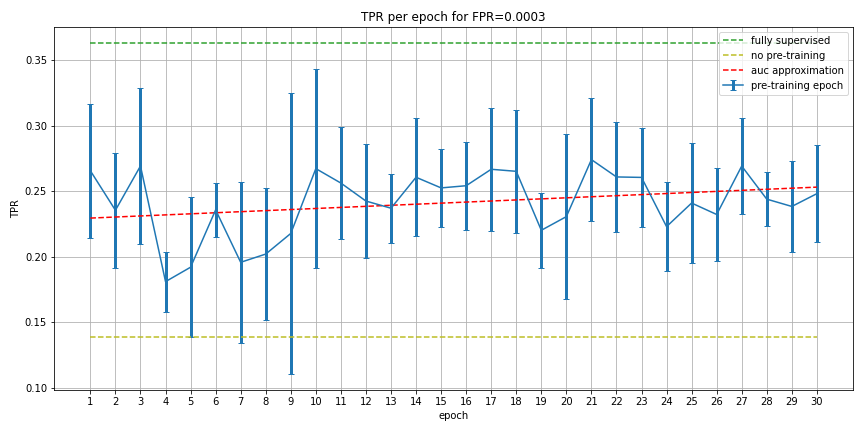 TPR per epoch for FPR=0.0003
fully supervised
no pre-training
auc approximation
pre-training epoch
TPR
0.35
0.30
0.25
0.20
0.15
0.10
1 2 3 4 5 6 7 8 9 10 11 12 13 14 15 16 17 18 19 20 21 22 23 24 25 26 27 28 29 30
epoch